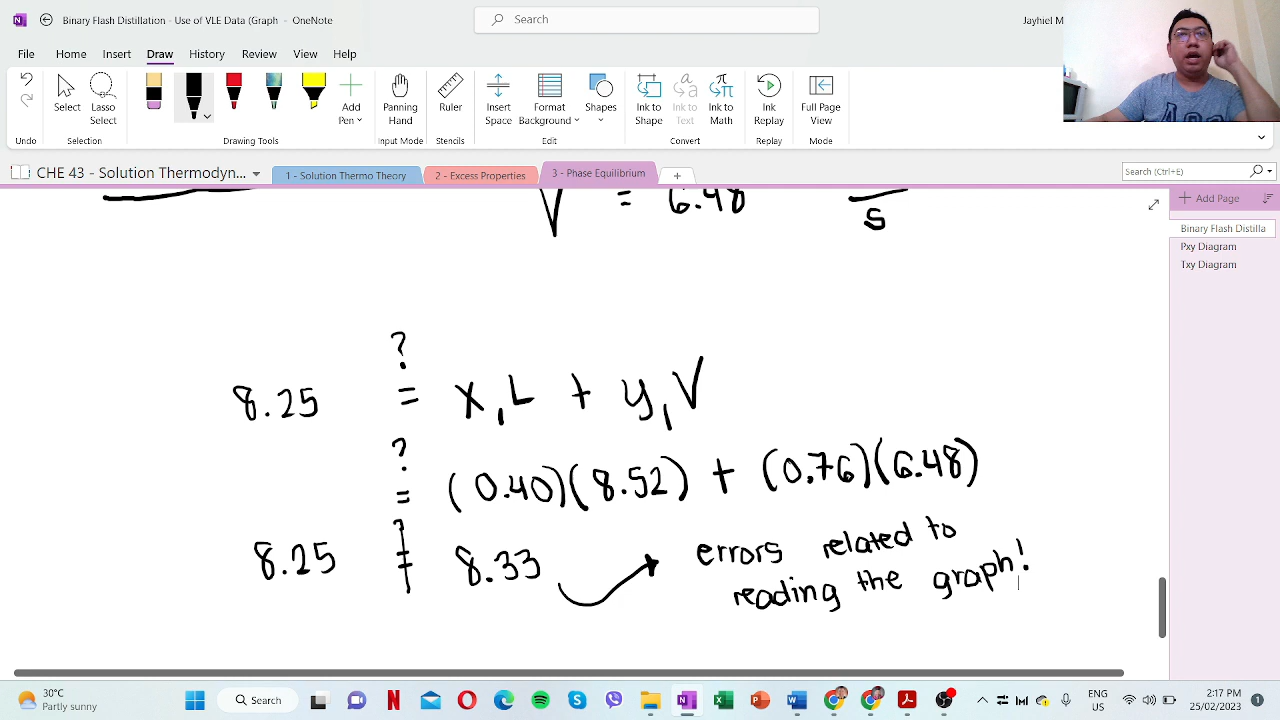 Binary Flash Distillation - Use of VLE Data (Graph - OneNote
Search
Jayhiel M
File Home Insert Draw History Review View Help
Undo
Select
Lasso Select
Add Pen
Panning Hand
Ruler
Insert Space
Format Background
Shapes
Ink to Shape
Ink to Text
Ink to Math
Ink Replay
Full Page View
Undo Drawing Tools Input Mode Stencils Edit Convert Replay View
CHE 43 - Solution Thermodyn...
1 - Solution Thermo Theory
2 - Excess Properties
3 - Phase Equilibrium
Search (Ctrl+E)
Add Page
Binary Flash Distilla
Pxy Diagram
Txy Diagram
V = 6.48
s
?
8.25 = x₁L + y₁V
?
= (0.40)(8.52) + (0.76)(6.48)
?
8.25 ≠ 8.33
errors related to
reading the graph!
30°C
Partly sunny
Search
ENG
US
2:17 PM
25/02/2023